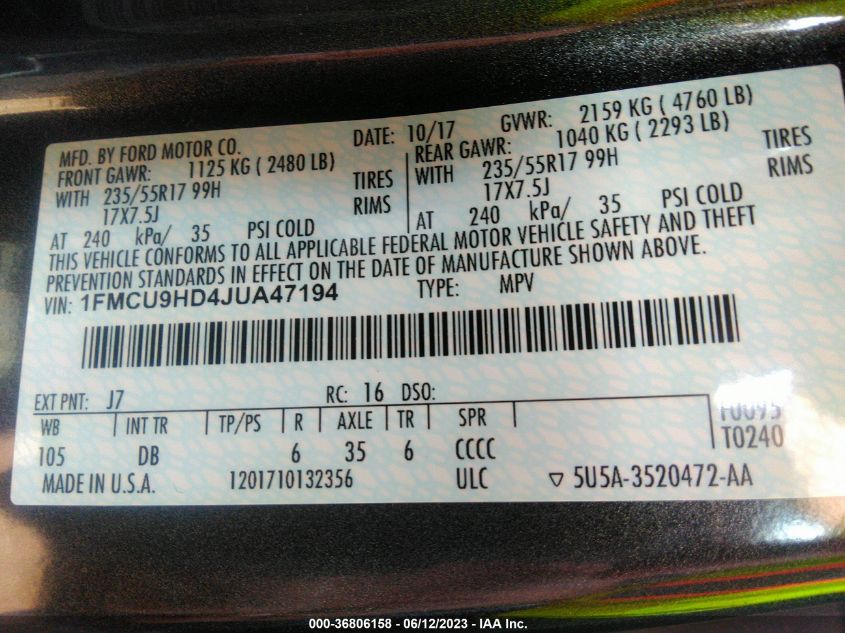 MFD. BY FORD MOTOR CO. DATE: 10/17 GVWR: 2159 KG ( 4760 LB)
FRONT GAWR: 1125 KG ( 2480 LB) REAR GAWR: 1040 KG ( 2293 LB)
WITH 235/55R17 99H TIRES WITH 235/55R17 99H TIRES
17X7.5J RIMS 17X7.5J RIMS
AT 240 kPa/ 35 PSI COLD AT 240 kPa/ 35 PSI COLD
THIS VEHICLE CONFORMS TO ALL APPLICABLE FEDERAL MOTOR VEHICLE SAFETY AND THEFT
PREVENTION STANDARDS IN EFFECT ON THE DATE OF MANUFACTURE SHOWN ABOVE.
VIN: 1FMCU9HD4JUA47194 TYPE: MPV
EXT PNT: J7 RC: 16 DSO:
WB INT TR TP/PS R AXLE TR SPR F0095
105 DB 6 35 6 CCCC T0240
MADE IN U.S.A. 1201710132356 ULC ▽ 5U5A-3520472-AA
000-36806158 - 06/12/2023 - IAA Inc.